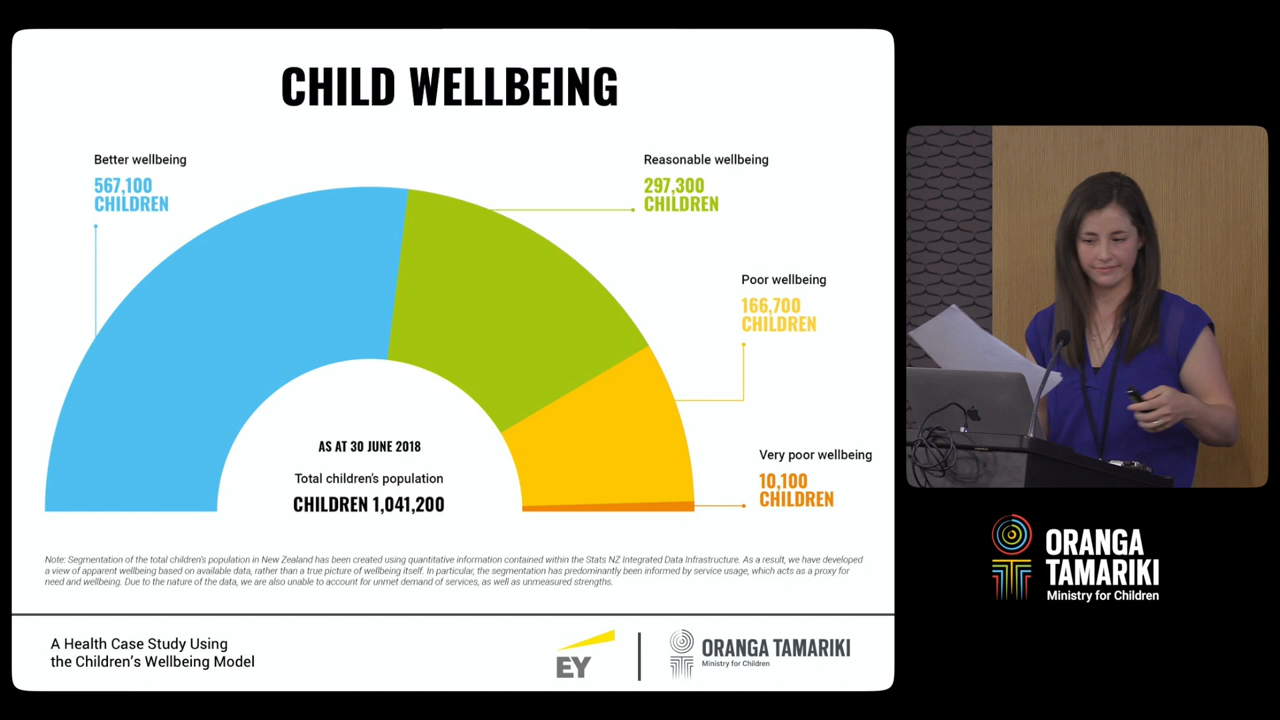 CHILD WELLBEING
Better wellbeing
567,100
CHILDREN
Reasonable wellbeing
297,300
CHILDREN
Poor wellbeing
166,700
CHILDREN
Very poor wellbeing
10,100
CHILDREN
AS AT 30 JUNE 2018
Total children's population
CHILDREN 1,041,200
Note: Segmentation of the total children's population in New Zealand has been created using quantitative information contained within the Stats NZ Integrated Data Infrastructure. As a result, we have developed
a view of apparent wellbeing based on available data, rather than a true picture of wellbeing itself. In particular, the segmentation has predominantly been informed by service usage, which acts as a proxy for
need and wellbeing. Due to the nature of the data, we are also unable to account for unmet demand of services, as well as unmeasured strengths.
A Health Case Study Using
the Children's Wellbeing Model
EY
ORANGA TAMARIKI
Ministry for Children
ORANGA
TAMARIKI
Ministry for Children